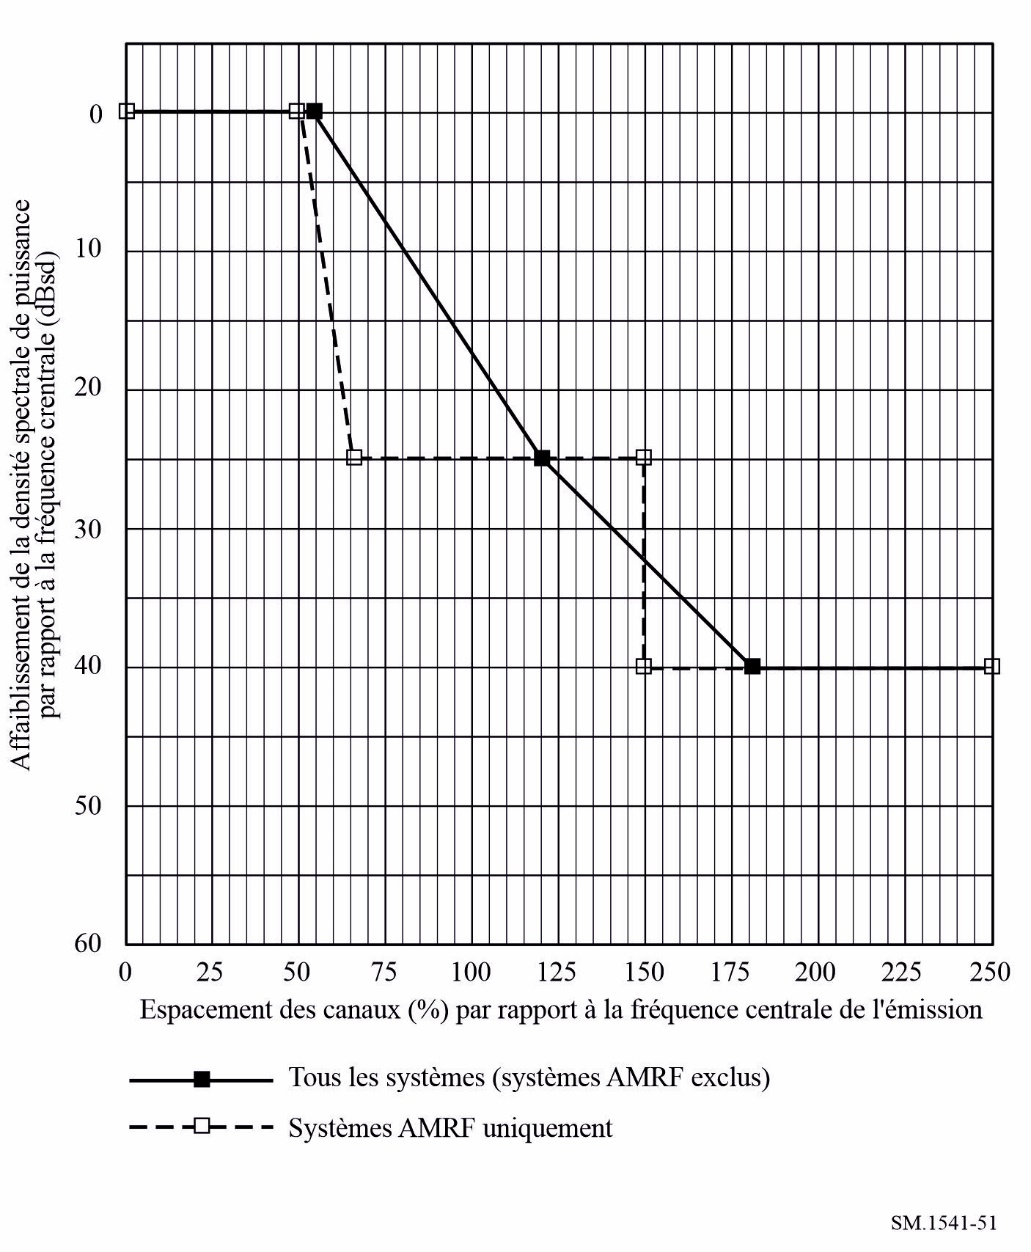 Affaiblissement de la densité spectrale de puissance
par rapport à la fréquence crentrale (dBsd)
0
10
20
30
40
50
60
0 25 50 75 100 125 150 175 200 225 250
Espacement des canaux (%) par rapport à la fréquence centrale de l'émission
Tous les systèmes (systèmes AMRF exclus)
Systèmes AMRF uniquement
SM.1541-51